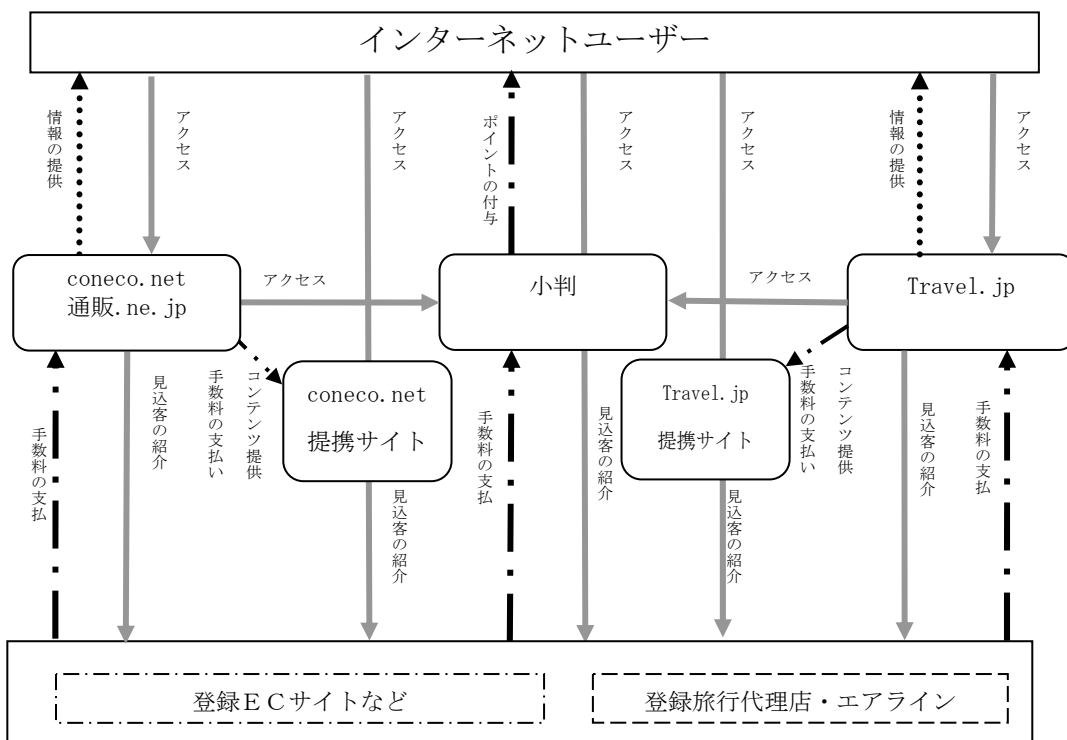 インターネットユーザー
情報の提供
アクセス
アクセス
ポイントの付与
アクセス
アクセス
情報の提供
アクセス
coneco.net
通販.ne.jp
アクセス
小判
アクセス
Travel.jp
手数料の支払
見込客の紹介
手数料の支払い
コンテンツ提供
coneco.net
提携サイト
手数料の支払
見込客の紹介
Travel.jp
提携サイト
手数料の支払い
コンテンツ提供
見込客の紹介
手数料の支払
見込客の紹介
見込客の紹介
登録ECサイトなど
登録旅行代理店・エアライン